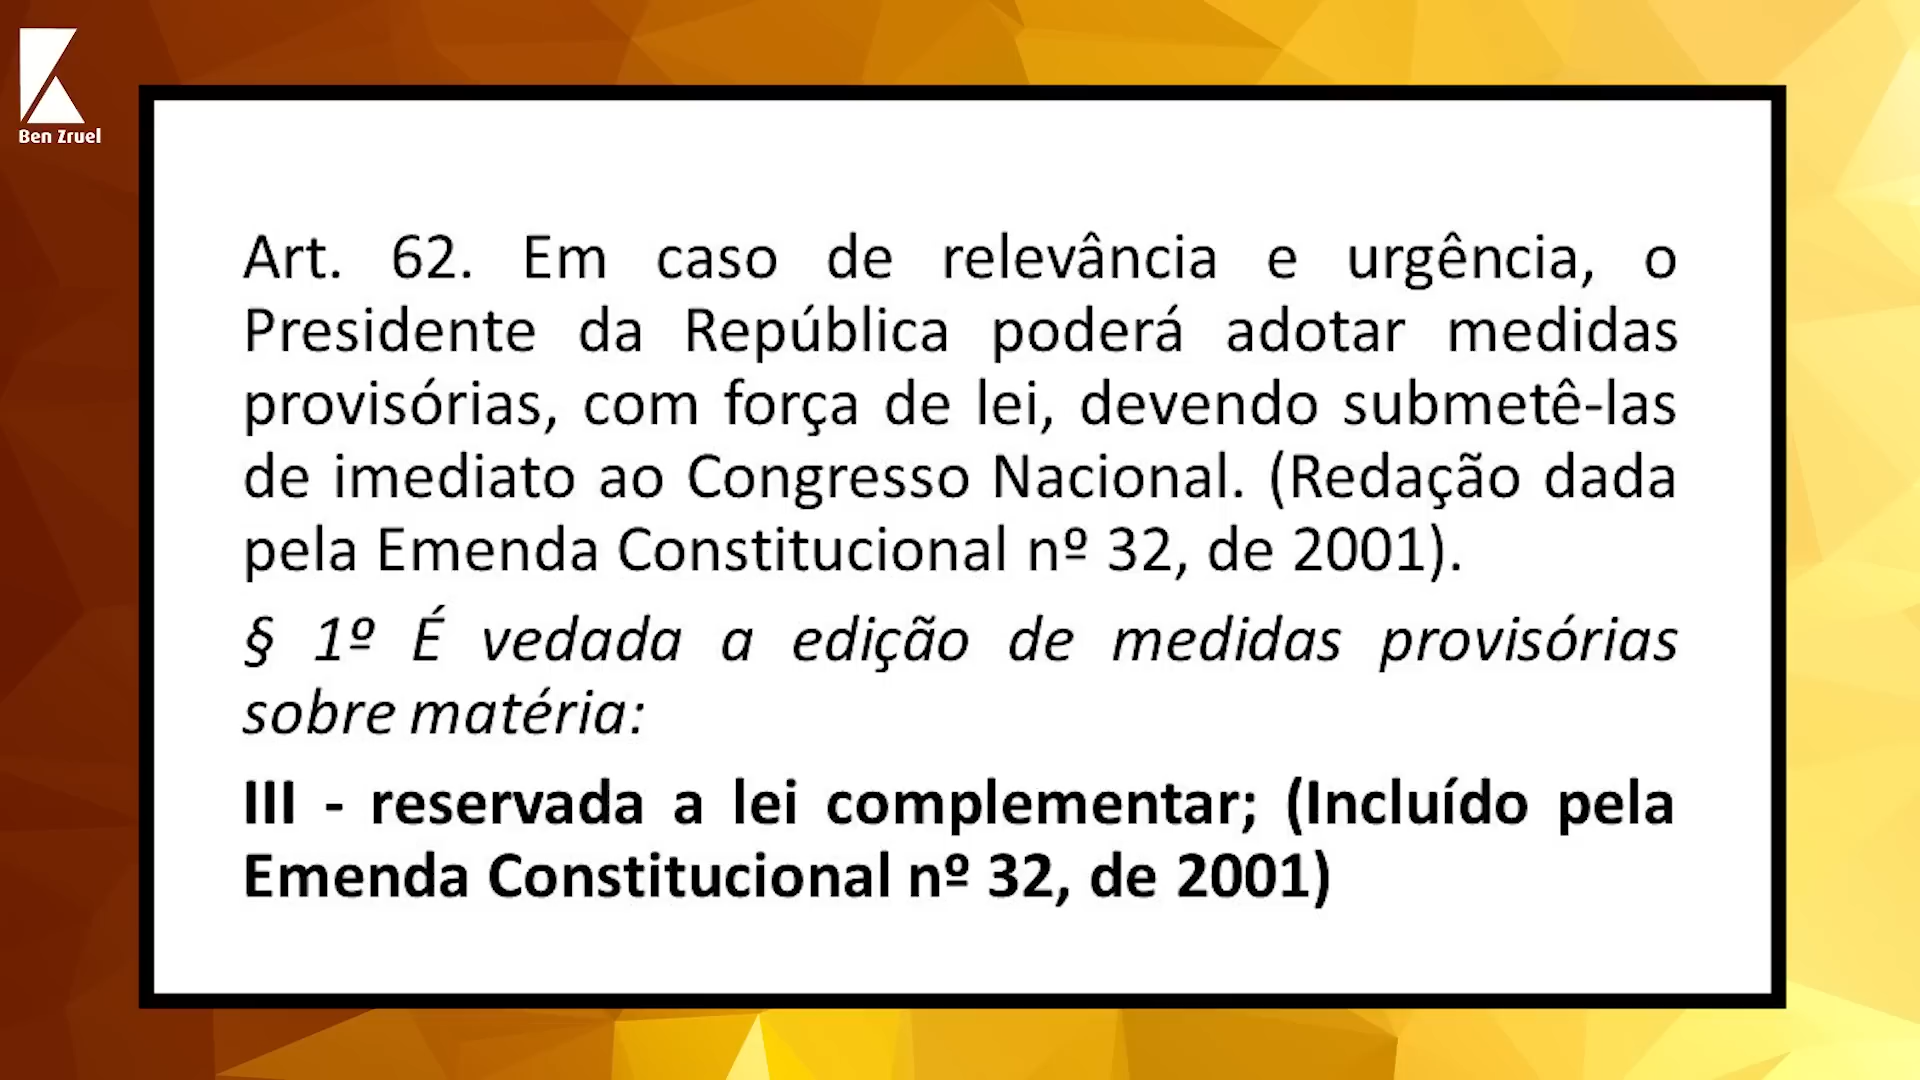 Ben Zruel
Art. 62. Em caso de relevância e urgência, o
Presidente da República poderá adotar medidas
provisórias, com força de lei, devendo submetê-las
de imediato ao Congresso Nacional. (Redação dada
pela Emenda Constitucional nº 32, de 2001).
§ 1º É vedada a edição de medidas provisórias
sobre matéria:
III - reservada a lei complementar; (Incluído pela
Emenda Constitucional nº 32, de 2001)